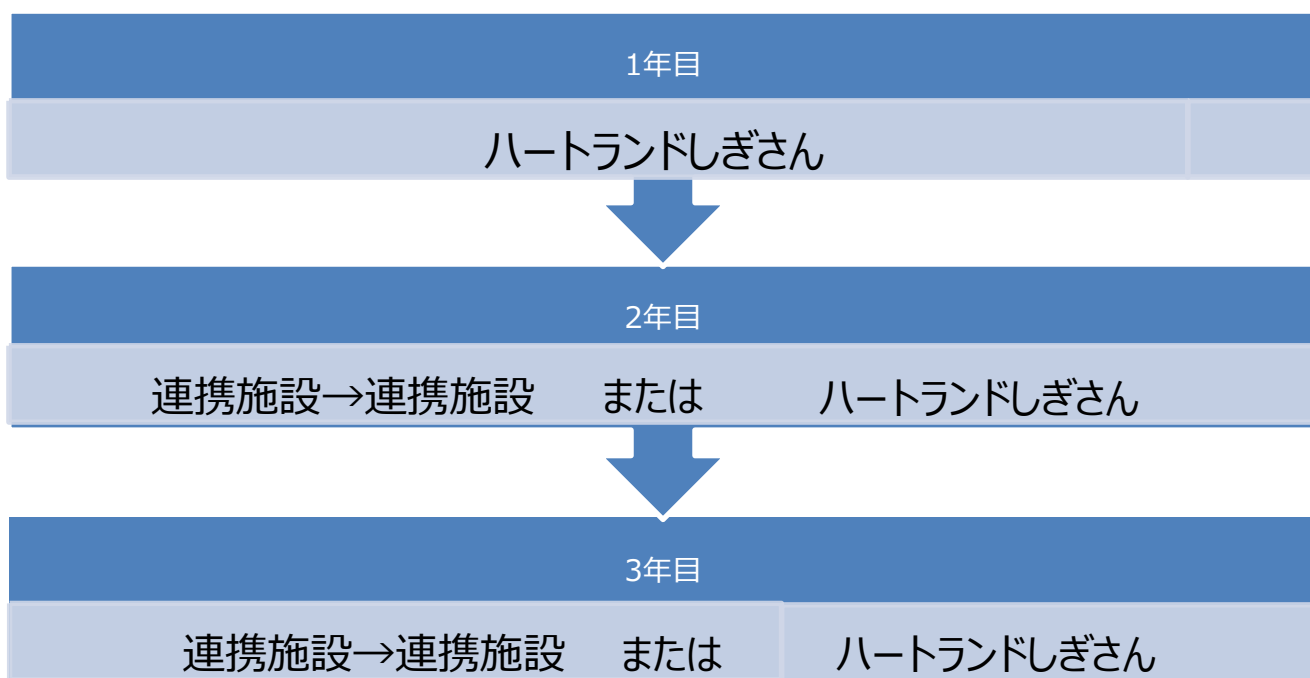 1年目
ハートランドしぎさん
2年目
連携施設→連携施設 または ハートランドしぎさん
3年目
連携施設→連携施設 または ハートランドしぎさん